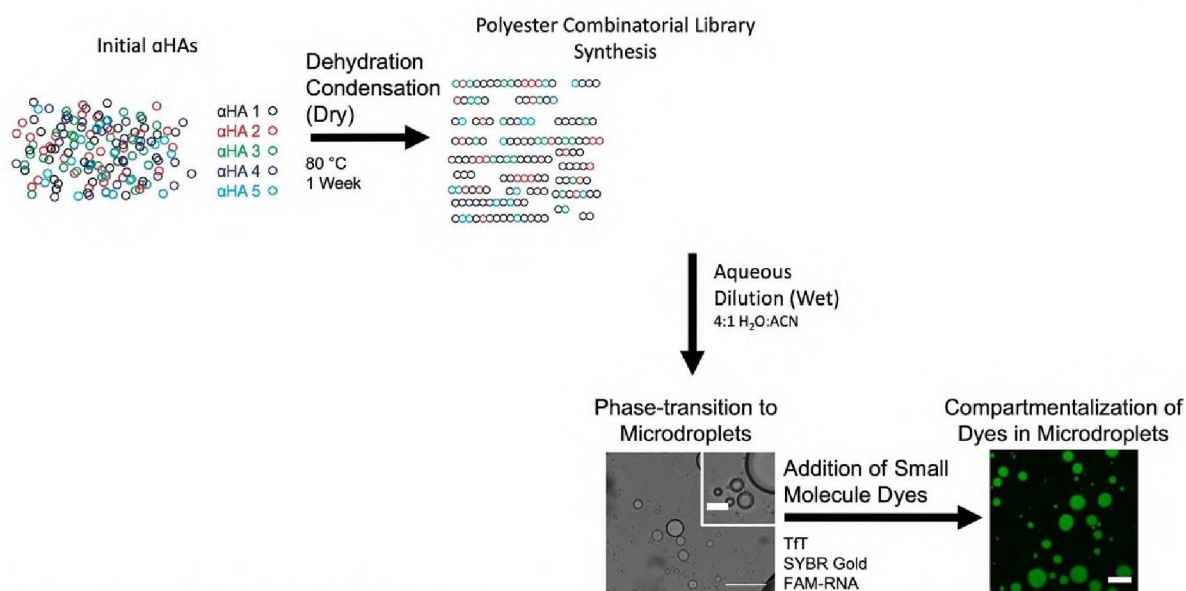 Initial αHAs
αHA 1
αHA 2
αHA 3
αHA 4
αHA 5
Dehydration
Condensation
(Dry)
80 °C
1 Week
Polyester Combinatorial Library
Synthesis
Aqueous
Dilution (Wet)
4:1 H₂O:ACN
Phase-transition to
Microdroplets
Addition of Small
Molecule Dyes
TfT
SYBR Gold
FAM-RNA
Compartmentalization of
Dyes in Microdroplets